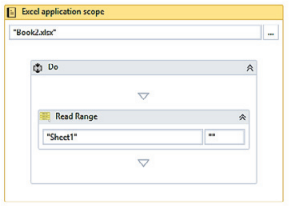 Excel application scope
"Book2.xlsx"
...
Do
Read Range
"Sheet1"
""